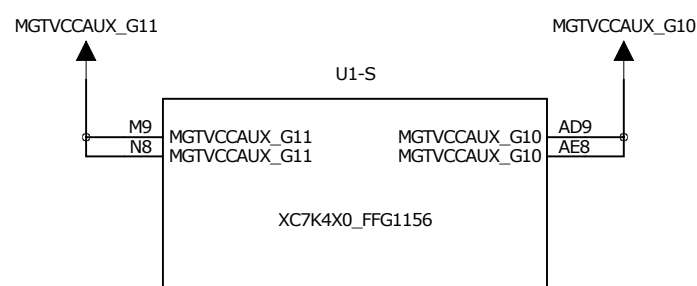 MGTVCCAUX_G11 MGTVCCAUX_G10
U1-S
M9 MGTVCCAUX_G11 MGTVCCAUX_G10 AD9
N8 MGTVCCAUX_G11 MGTVCCAUX_G10 AE8
XC7K4X0_FFG1156